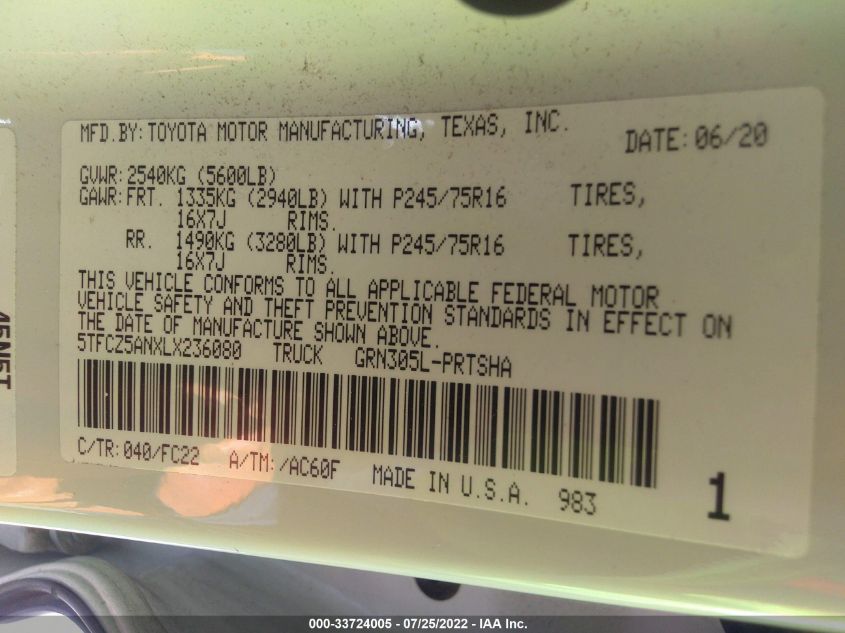 MFD.BY:TOYOTA MOTOR MANUFACTURING, TEXAS, INC. DATE:06/20
GVWR:2540KG (5600LB)
GAWR:FRT. 1335KG (2940LB) WITH P245/75R16 TIRES,
16X7J RIMS.
RR. 1490KG (3280LB) WITH P245/75R16 TIRES,
16X7J RIMS.
THIS VEHICLE CONFORMS TO ALL APPLICABLE FEDERAL MOTOR
VEHICLE SAFETY AND THEFT PREVENTION STANDARDS IN EFFECT ON
THE DATE OF MANUFACTURE SHOWN ABOVE.
5TFCZ5ANXLX236080 TRUCK GRN305L-PRTSHA
C/TR:040/FC22 A/TM:/AC60F MADE IN U.S.A. 983 1
45N5T
000-33724005 - 07/25/2022 - IAA Inc.